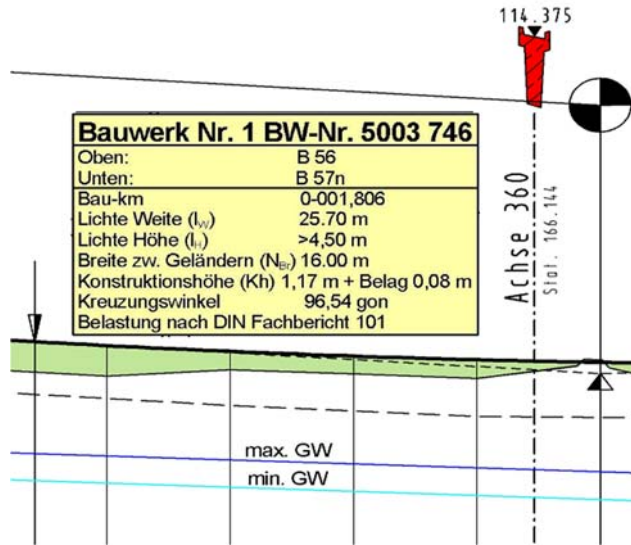 114.375
Bauwerk Nr. 1 BW-Nr. 5003 746
Oben: B 56
Unten: B 57n
Bau-km 0-001,806
Lichte Weite (lW) 25.70 m
Lichte Höhe (lH) >4,50 m
Breite zw. Geländern (NBr) 16.00 m
Konstruktionshöhe (Kh) 1,17 m + Belag 0,08 m
Kreuzungswinkel 96,54 gon
Belastung nach DIN Fachbericht 101
Achse 360
Stat. 166.144
max. GW
min. GW